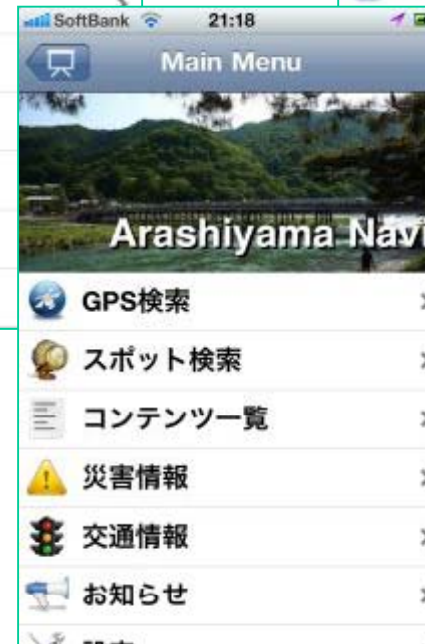 SoftBank 21:18
Main Menu
Arashiyama Navi
GPS検索
スポット検索
コンテンツ一覧
災害情報
交通情報
お知らせ